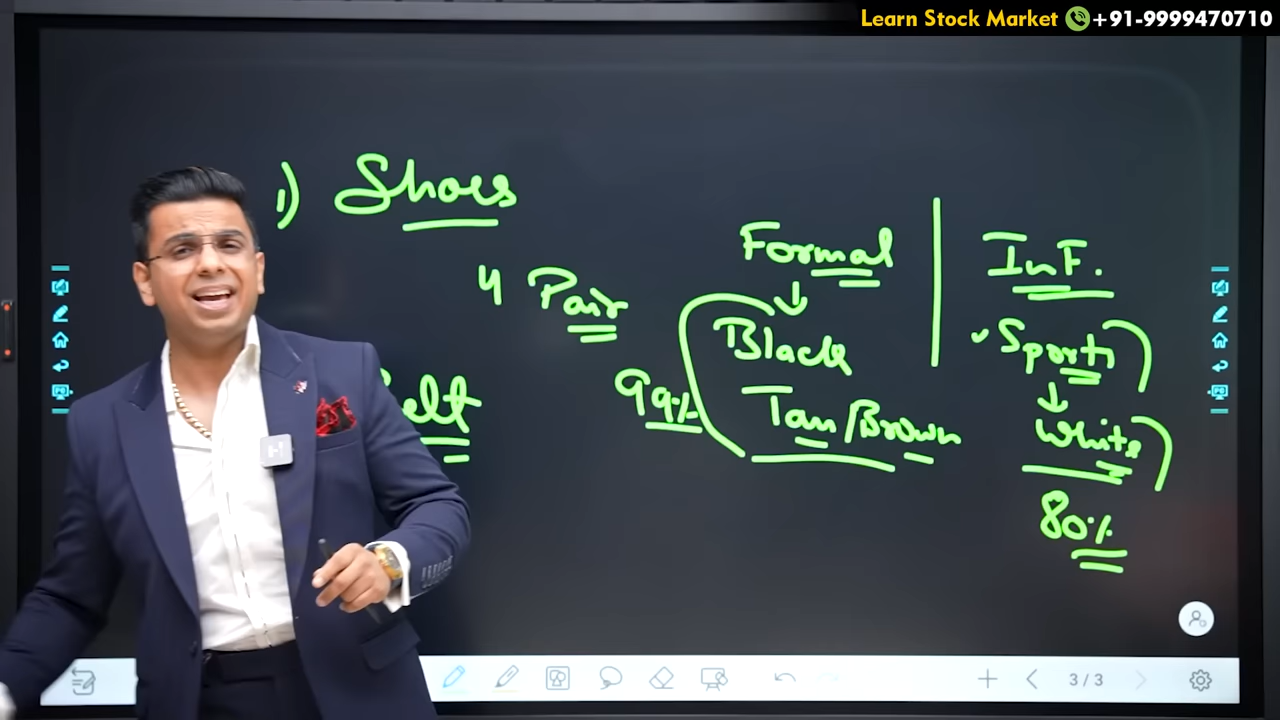 Learn Stock Market +91-9999470710
1) Shoes
4 Pair
Formal
Black
Tan/Brown
99%
InF.
Sports
White
80%
elt
3/3